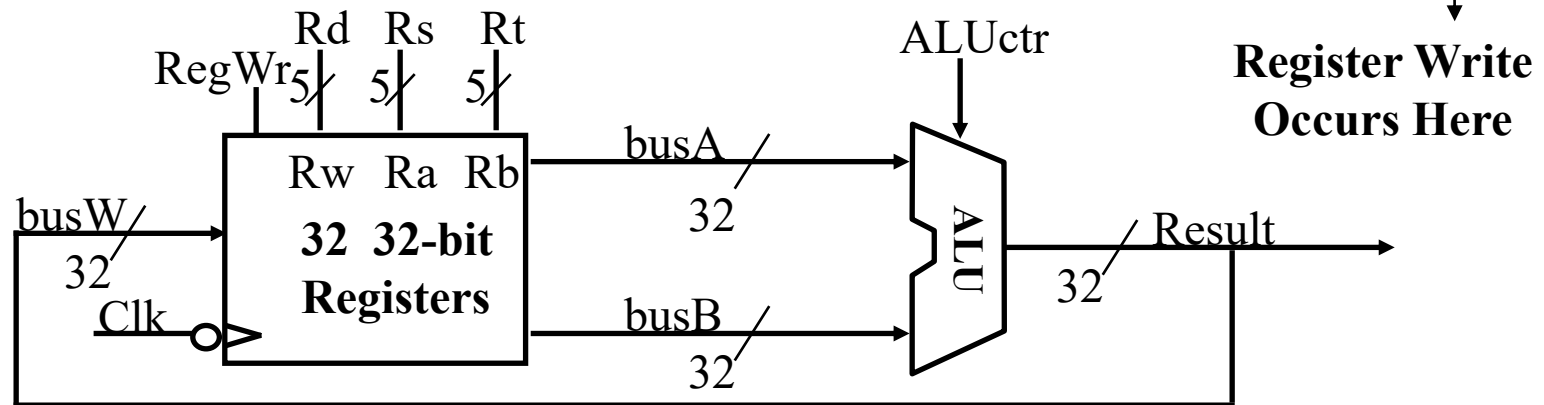 Rd Rs Rt
ALUctr
RegWr 5 5 5
Register Write
Occurs Here
busA
32
Rw Ra Rb
busW
32
32 32-bit
Registers
Clk
busB
32
ALU
Result
32